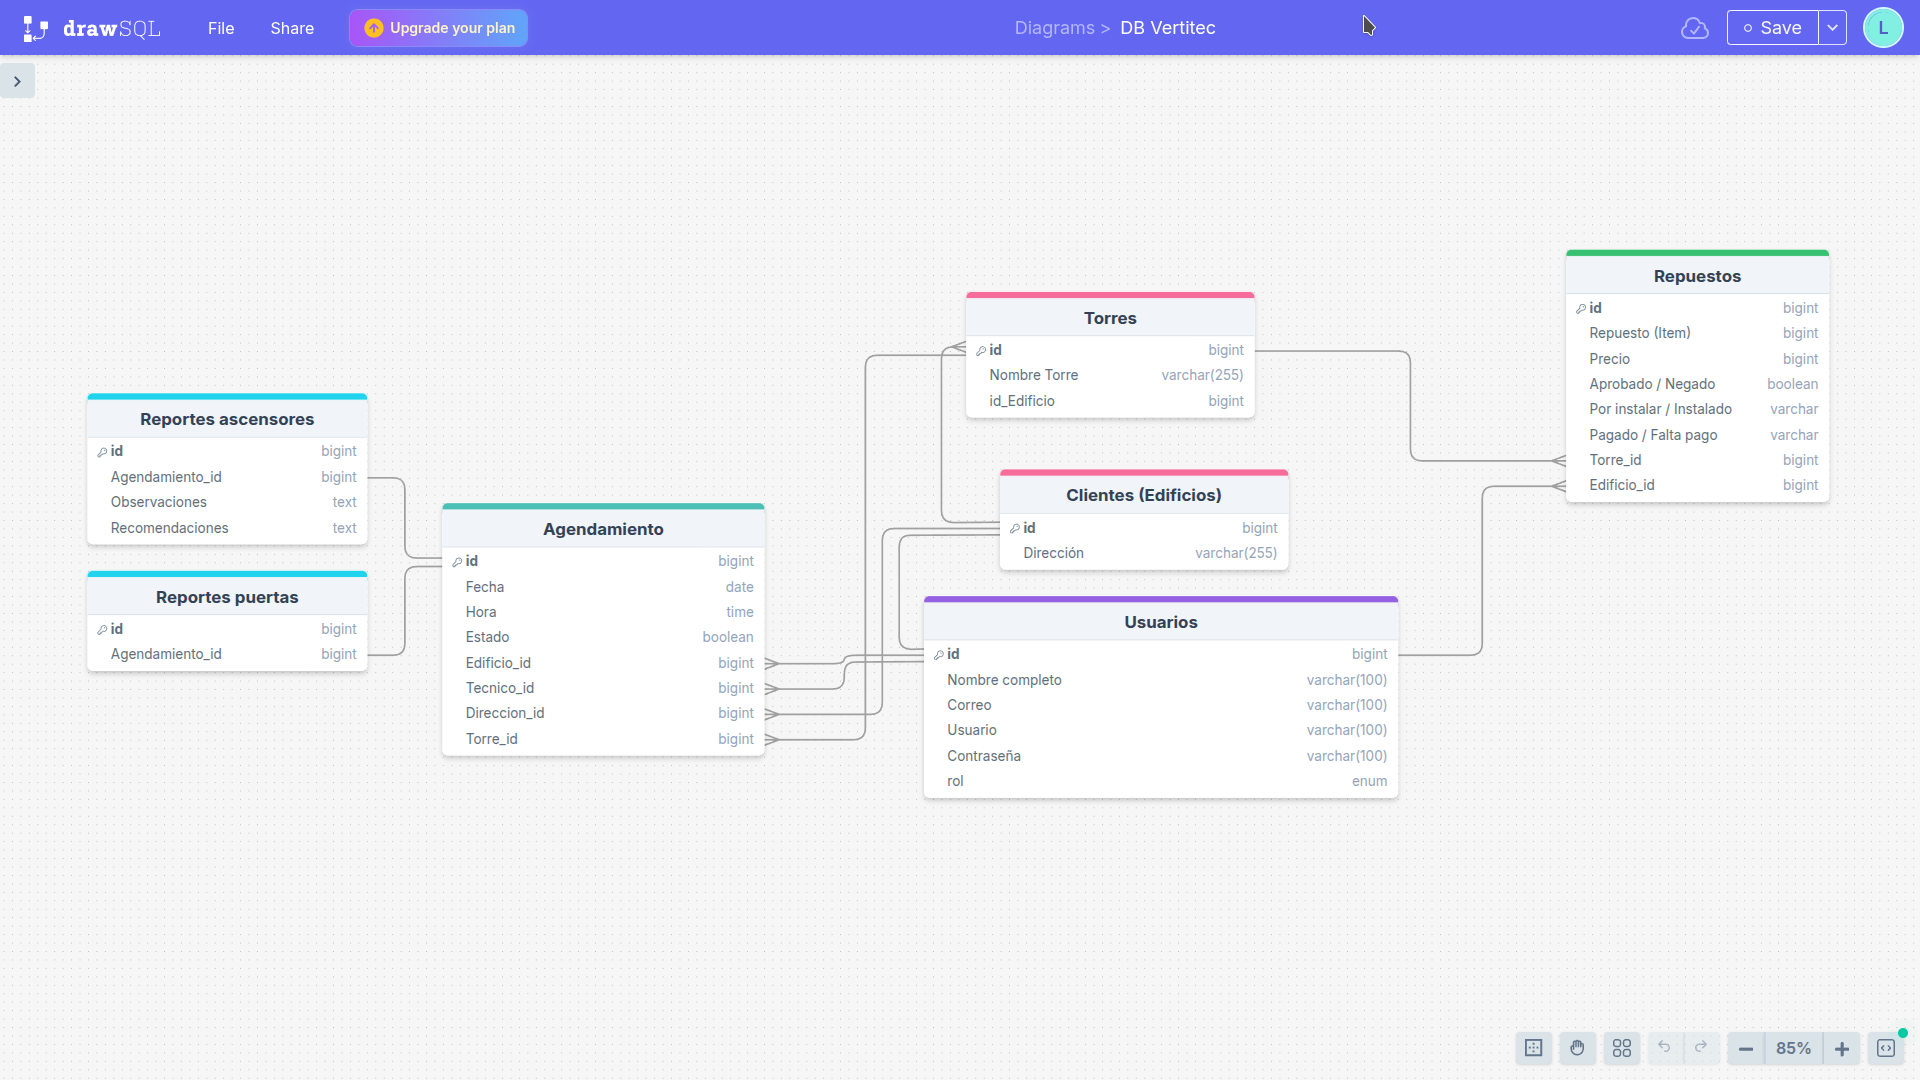 drawSQL File Share Upgrade your plan Diagrams > DB Vertitec Save L
Reportes ascensores
id bigint
Agendamiento_id bigint
Observaciones text
Recomendaciones text
Reportes puertas
id bigint
Agendamiento_id bigint
Agendamiento
id bigint
Fecha date
Hora time
Estado boolean
Edificio_id bigint
Tecnico_id bigint
Direccion_id bigint
Torre_id bigint
Torres
id bigint
Nombre Torre varchar(255)
id_Edificio bigint
Clientes (Edificios)
id bigint
Dirección varchar(255)
Usuarios
id bigint
Nombre completo varchar(100)
Correo varchar(100)
Usuario varchar(100)
Contraseña varchar(100)
rol enum
Repuestos
id bigint
Repuesto (Item) bigint
Precio bigint
Aprobado / Negado boolean
Por instalar / Instalado varchar
Pagado / Falta pago varchar
Torre_id bigint
Edificio_id bigint
85%